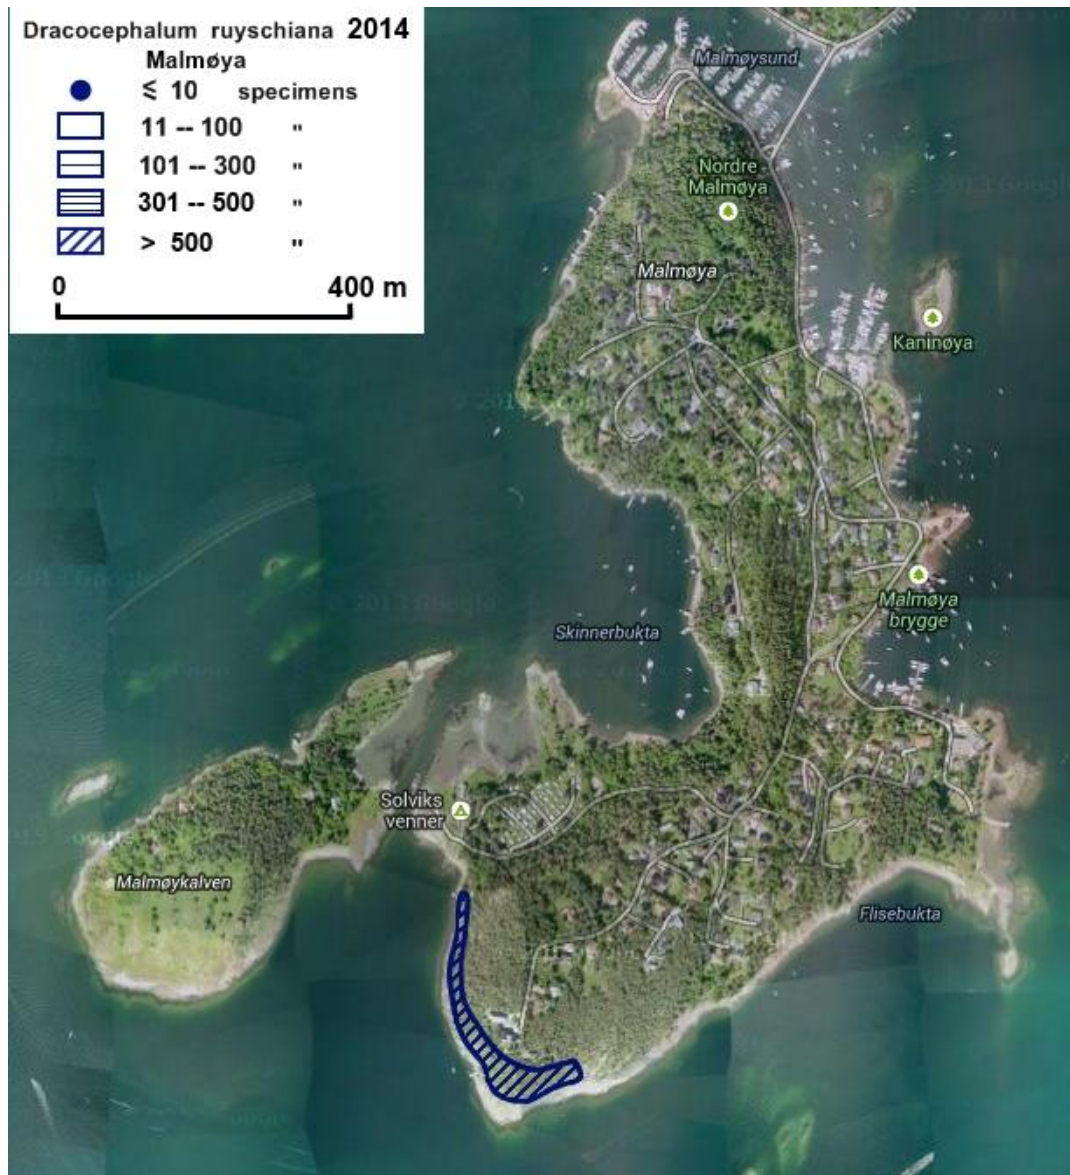 Dracocephalum ruyschiana 2014
Malmøya
≤ 10 specimens
11 -- 100 "
101 -- 300 "
301 -- 500 "
> 500 "
0 400 m
Malmøysund
Nordre
Malmøya
Malmøya
Kaninøya
Malmøya
brygge
Skinnerbukta
Solviks
venner
Malmøykalven
Flisebukta